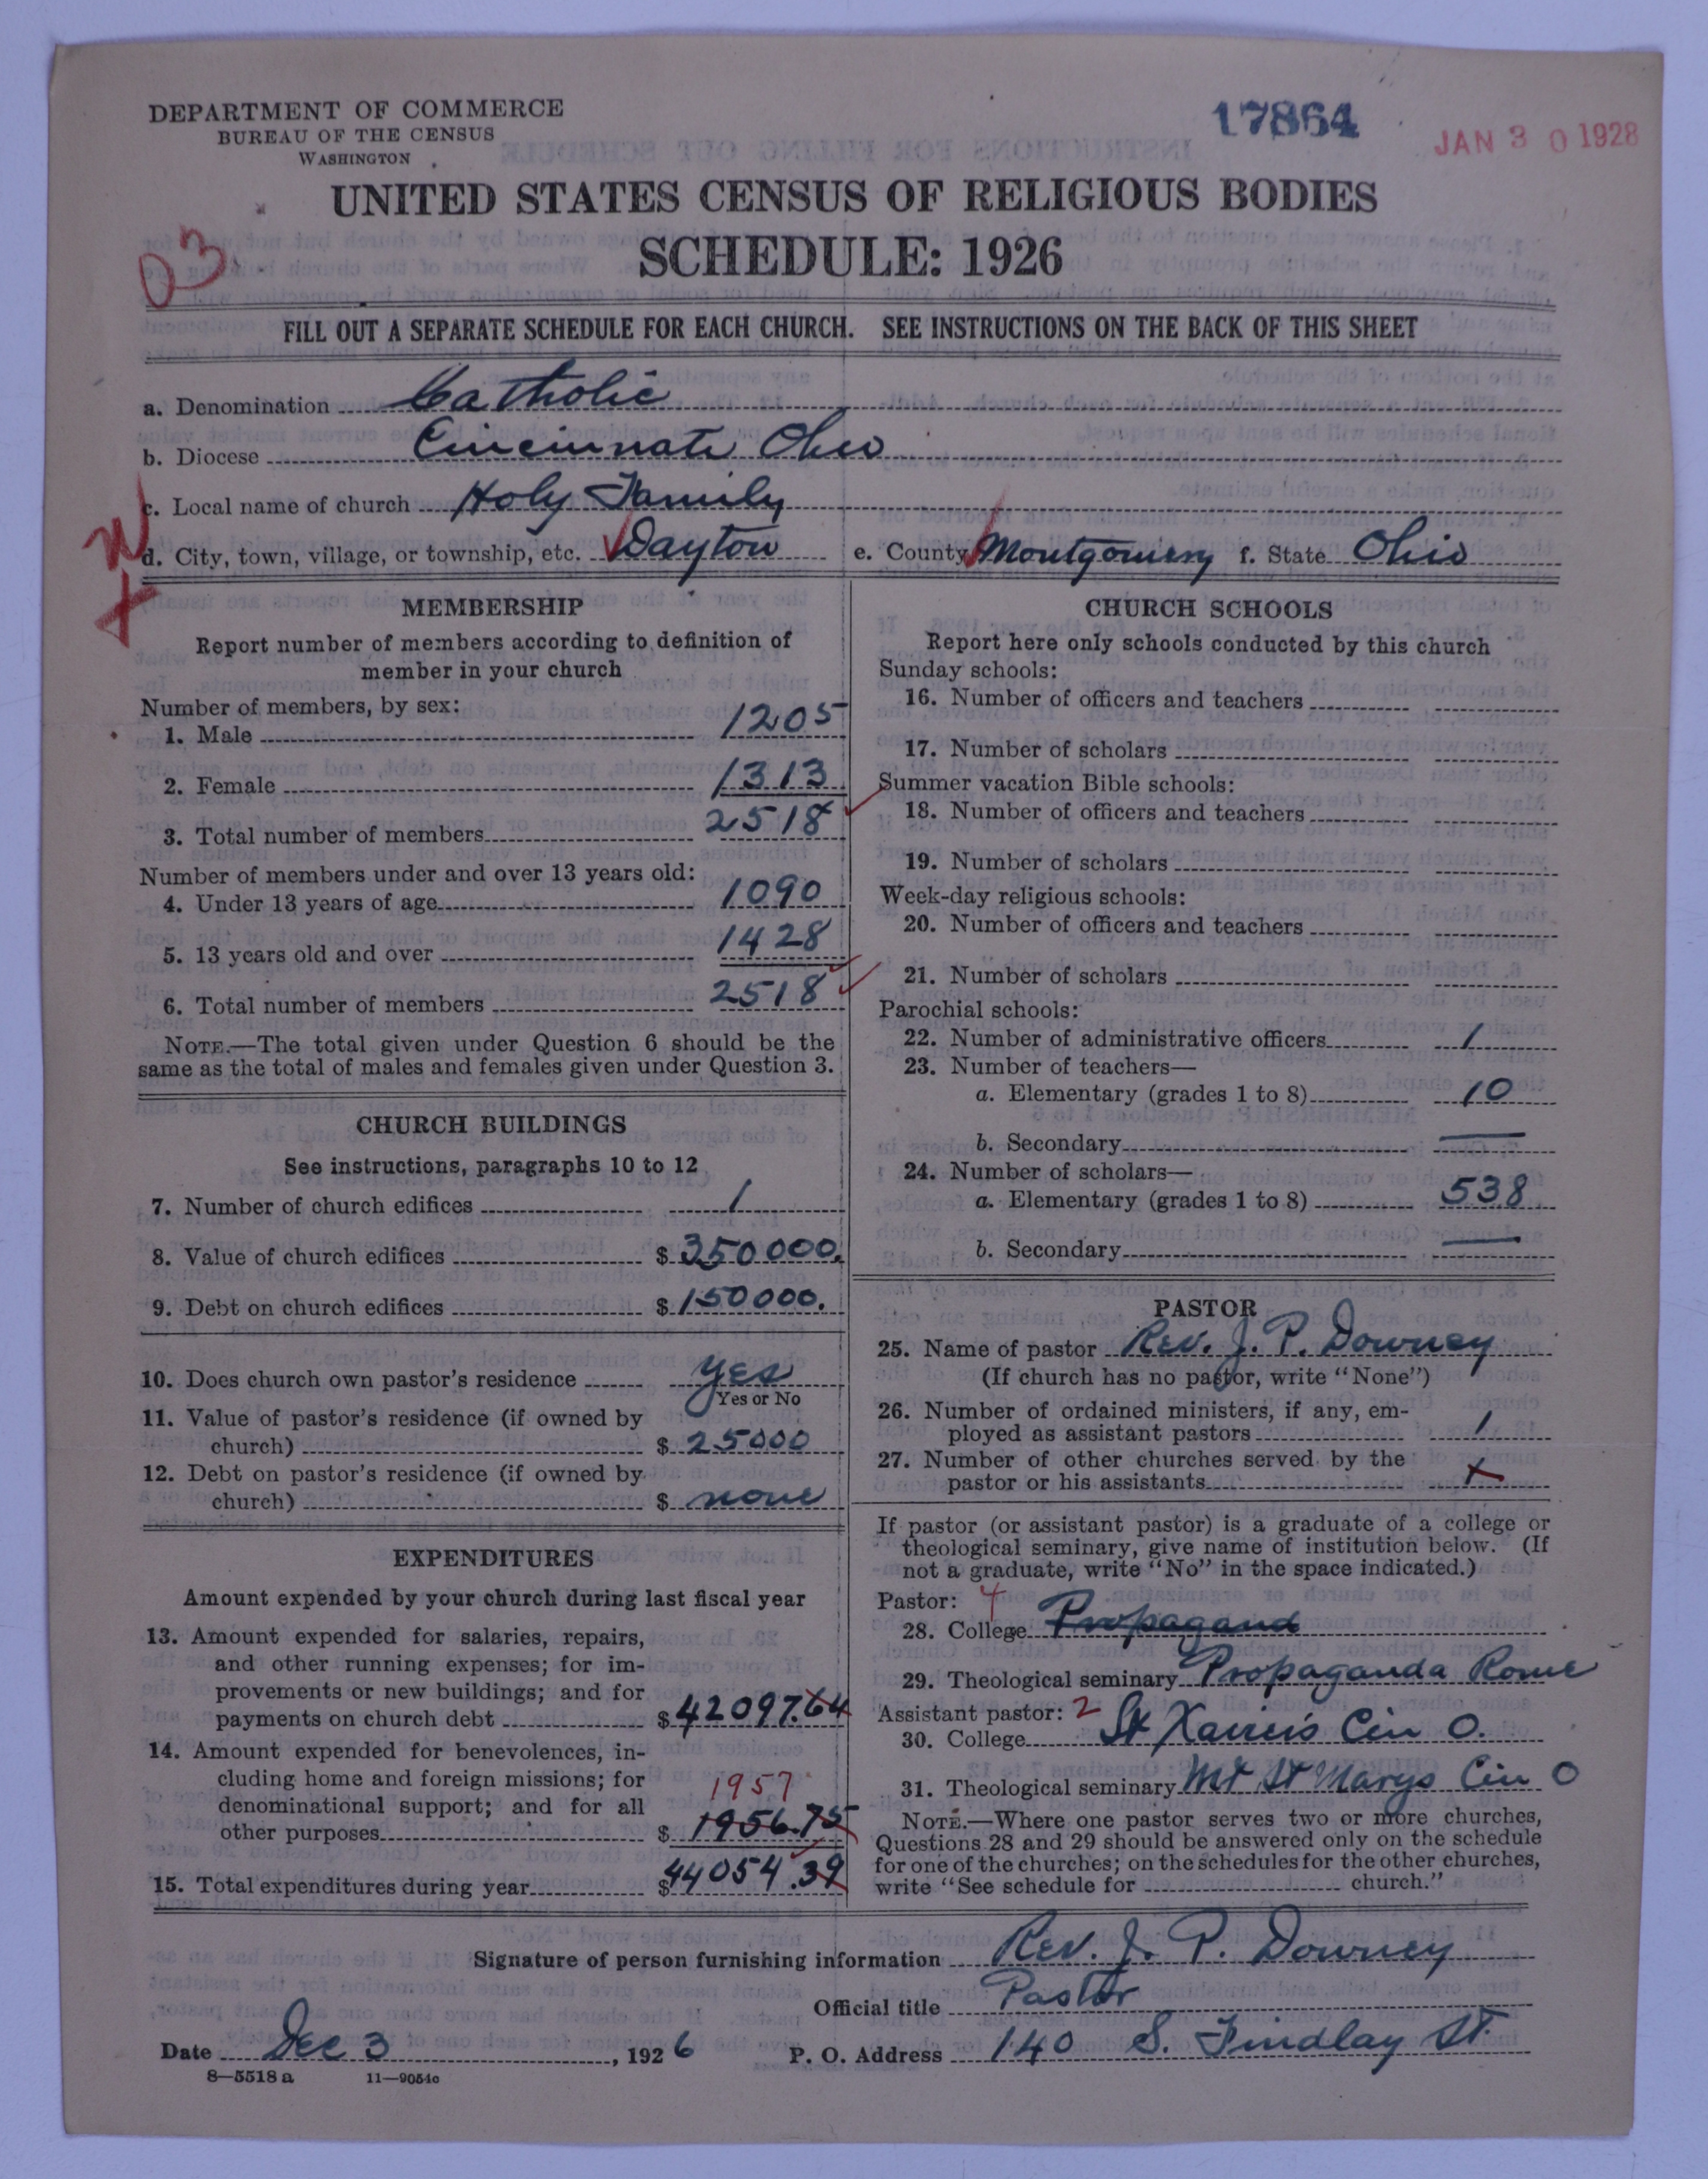 DEPARTMENT OF COMMERCE
BUREAU OF THE CENSUS
WASHINGTON
17864
JAN 30 1928
UNITED STATES CENSUS OF RELIGIOUS BODIES
SCHEDULE: 1926
03
FILL OUT A SEPARATE SCHEDULE FOR EACH CHURCH. SEE INSTRUCTIONS ON THE BACK OF THIS SHEET
a. Denomination Catholic
b. Diocese Cincinnati Ohio
c. Local name of church Holy Family
d. City, town, village, or township, etc. Dayton e. County Montgomery f. State Ohio
MEMBERSHIP
Report number of members according to definition of
member in your church
Number of members, by sex:
1. Male 1205
2. Female 1313
3. Total number of members 2518
Number of members under and over 13 years old:
4. Under 13 years of age 1090
5. 13 years old and over 1428
6. Total number of members 2518
NOTE.—The total given under Question 6 should be the
same as the total of males and females given under Question 3.
CHURCH BUILDINGS
See instructions, paragraphs 10 to 12
7. Number of church edifices 1
8. Value of church edifices $ 350000.
9. Debt on church edifices $ 150000.
10. Does church own pastor's residence yes
Yes or No
11. Value of pastor's residence (if owned by
church) $ 25000
12. Debt on pastor's residence (if owned by
church) $ none
EXPENDITURES
Amount expended by your church during last fiscal year
13. Amount expended for salaries, repairs,
and other running expenses; for im-
provements or new buildings; and for
payments on church debt $ 42097.64
14. Amount expended for benevolences, in-
cluding home and foreign missions; for
1957
denominational support; and for all
other purposes $ 1956.75
15. Total expenditures during year $ 44054.39
CHURCH SCHOOLS
Report here only schools conducted by this church
Sunday schools:
16. Number of officers and teachers
17. Number of scholars
Summer vacation Bible schools:
18. Number of officers and teachers
19. Number of scholars
Week-day religious schools:
20. Number of officers and teachers
21. Number of scholars
Parochial schools:
22. Number of administrative officers 1
23. Number of teachers—
a. Elementary (grades 1 to 8) 10
b. Secondary —
24. Number of scholars—
a. Elementary (grades 1 to 8) 538
b. Secondary —
PASTOR
25. Name of pastor Rev. J. P. Downey
(If church has no pastor, write "None")
26. Number of ordained ministers, if any, em-
ployed as assistant pastors 1
27. Number of other churches served by the
pastor or his assistants x
If pastor (or assistant pastor) is a graduate of a college or
theological seminary, give name of institution below. (If
not a graduate, write "No" in the space indicated.)
Pastor: 4
28. College Propagand
29. Theological seminary Propaganda Rome
Assistant pastor: 2
30. College St Xavier's Cin O.
31. Theological seminary Mt St Marys Cin O
NOTE.—Where one pastor serves two or more churches,
Questions 28 and 29 should be answered only on the schedule
for one of the churches; on the schedules for the other churches,
write "See schedule for church."
Signature of person furnishing information Rev. J. P. Downey
Official title Pastor
Date Dec 3, 1926 P. O. Address 140 S. Findlay St.
8—5518 a 11—9054c